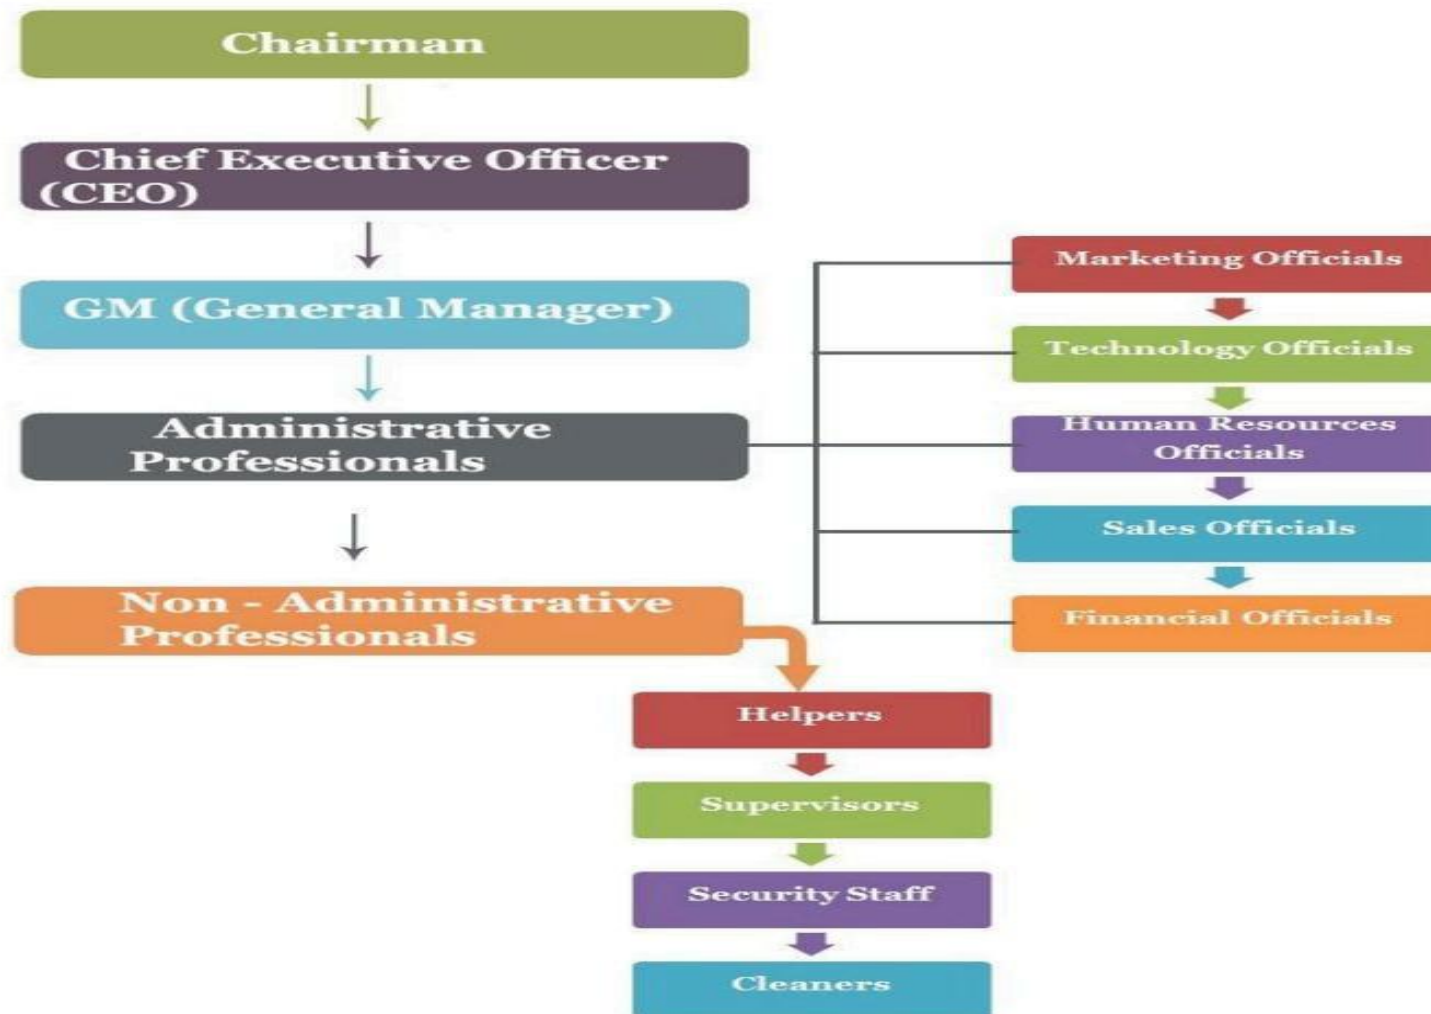 Chairman
Chief Executive Officer
(CEO)
GM (General Manager)
Administrative
Professionals
Non - Administrative
Professionals
Marketing Officials
Technology Officials
Human Resources
Officials
Sales Officials
Financial Officials
Helpers
Supervisors
Security Staff
Cleaners